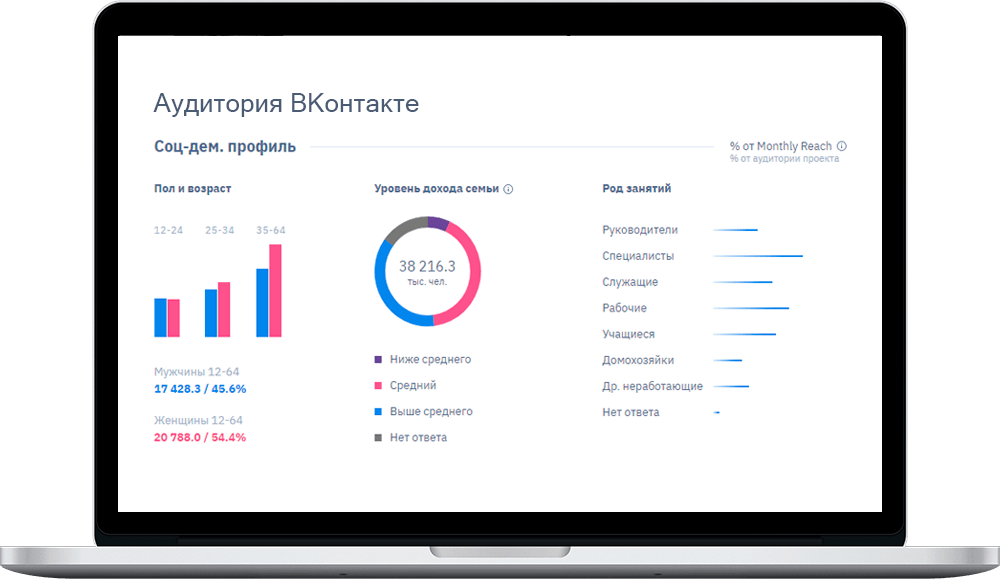 Аудитория ВКонтакте
Соц-дем. профиль
% от Monthly Reach
% от аудитории проекта
Пол и возраст
12-24 25-34 35-64
Мужчины 12-64
17 428.3 / 45.6%
Женщины 12-64
20 788.0 / 54.4%
Уровень дохода семьи
38 216.3
тыс. чел.
Ниже среднего
Средний
Выше среднего
Нет ответа
Род занятий
Руководители
Специалисты
Служащие
Рабочие
Учащиеся
Домохозяйки
Др. неработающие
Нет ответа